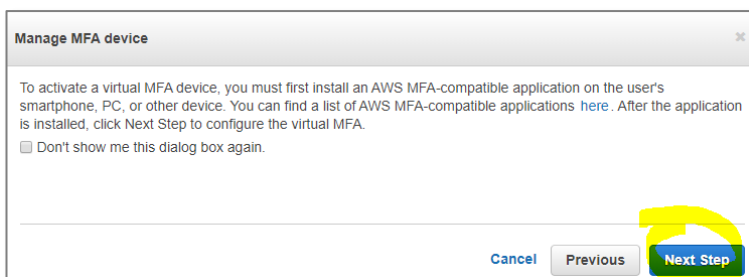 Manage MFA device
To activate a virtual MFA device, you must first install an AWS MFA-compatible application on the user's
smartphone, PC, or other device. You can find a list of AWS MFA-compatible applications here. After the application
is installed, click Next Step to configure the virtual MFA.
Don't show me this dialog box again.
Cancel Previous Next Step